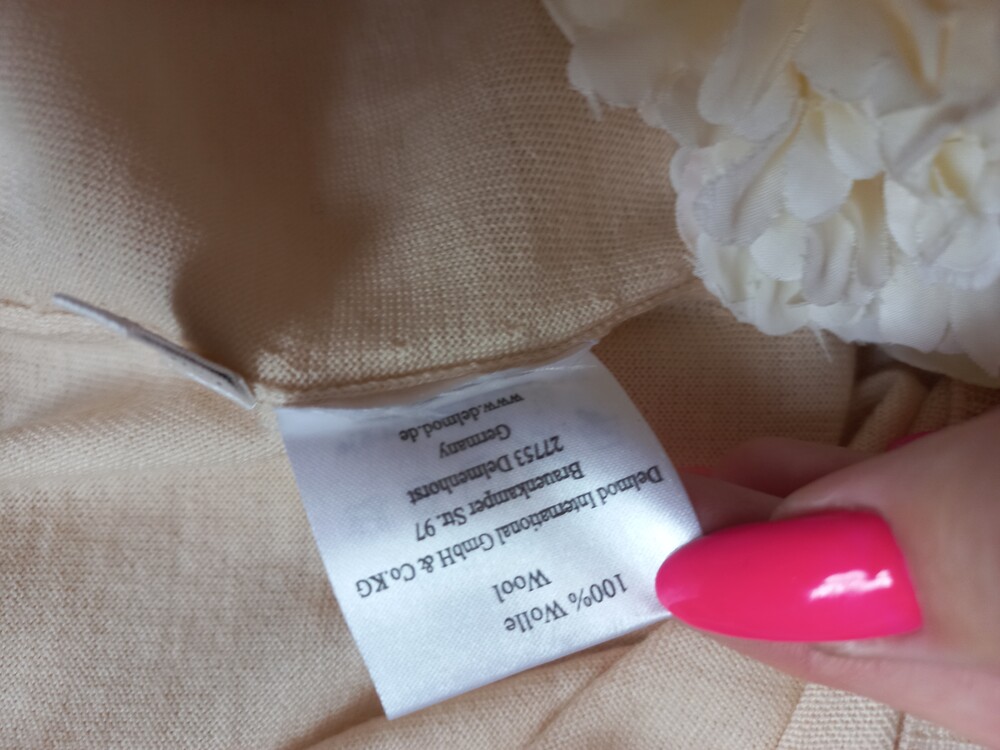 100% Wolle
Wool
Delmod International GmbH & Co.KG
Brauenkamper Str. 97
27753 Delmenhorst
Germany
www.delmod.de